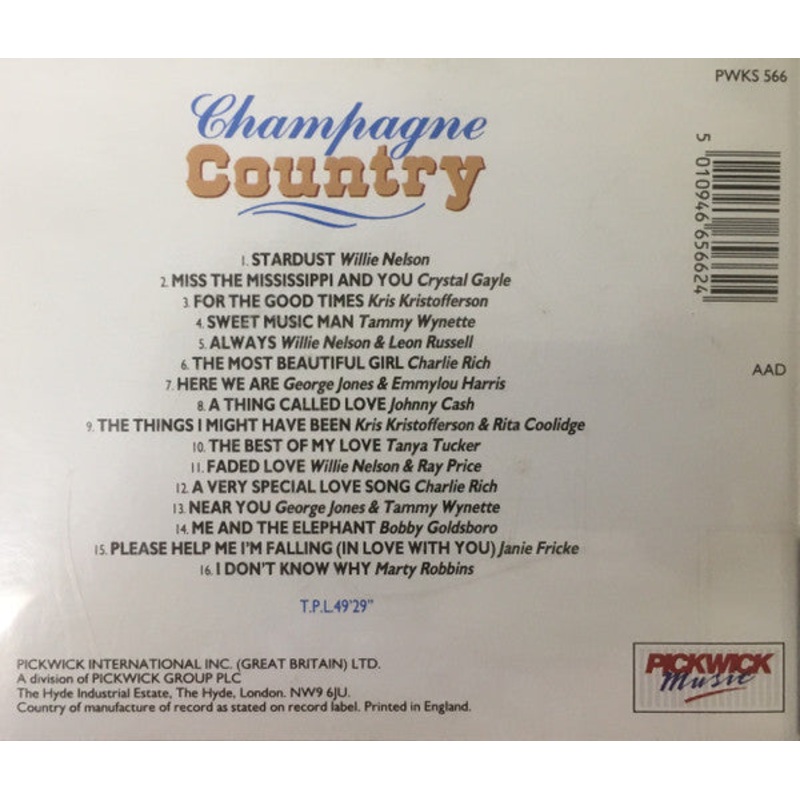 PWKS 566
Champagne
Country
5 010946 656624
1. STARDUST Willie Nelson
2. MISS THE MISSISSIPPI AND YOU Crystal Gayle
3. FOR THE GOOD TIMES Kris Kristofferson
4. SWEET MUSIC MAN Tammy Wynette
5. ALWAYS Willie Nelson & Leon Russell
6. THE MOST BEAUTIFUL GIRL Charlie Rich
AAD
7. HERE WE ARE George Jones & Emmylou Harris
8. A THING CALLED LOVE Johnny Cash
9. THE THINGS I MIGHT HAVE BEEN Kris Kristofferson & Rita Coolidge
10. THE BEST OF MY LOVE Tanya Tucker
11. FADED LOVE Willie Nelson & Ray Price
12. A VERY SPECIAL LOVE SONG Charlie Rich
13. NEAR YOU George Jones & Tammy Wynette
14. ME AND THE ELEPHANT Bobby Goldsboro
15. PLEASE HELP ME I'M FALLING (IN LOVE WITH YOU) Janie Fricke
16. I DON'T KNOW WHY Marty Robbins
T.P.L. 49'29"
PICKWICK INTERNATIONAL INC. (GREAT BRITAIN) LTD.
A division of PICKWICK GROUP PLC
The Hyde Industrial Estate, The Hyde, London. NW9 6JU.
Country of manufacture of record as stated on record label. Printed in England.
PICKWICK
Music